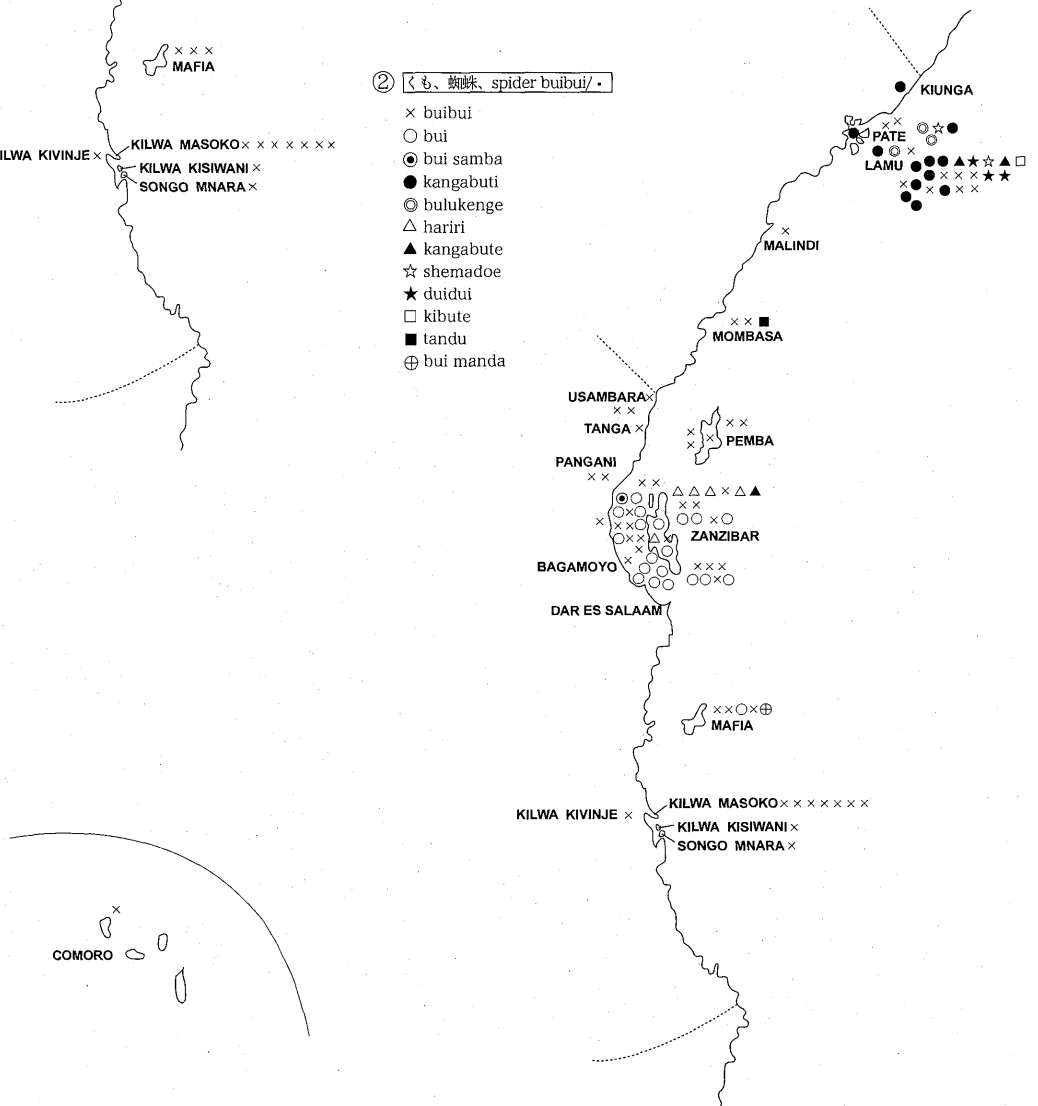 MAFIA
KILWA MASOKO
ILWA KIVINJE
KILWA KISIWANI
SONGO MNARA
② くも、蜘蛛、spider buibui/・
× buibui
○ bui
◉ bui samba
● kangabuti
◎ bulukenge
△ hariri
▲ kangabute
☆ shemadoe
★ duidui
□ kibute
■ tandu
⊕ bui manda
KIUNGA
PATE
LAMU
MALINDI
MOMBASA
USAMBARA
TANGA
PEMBA
PANGANI
ZANZIBAR
BAGAMOYO
DAR ES SALAAM
MAFIA
KILWA MASOKO
KILWA KIVINJE
KILWA KISIWANI
SONGO MNARA
COMORO